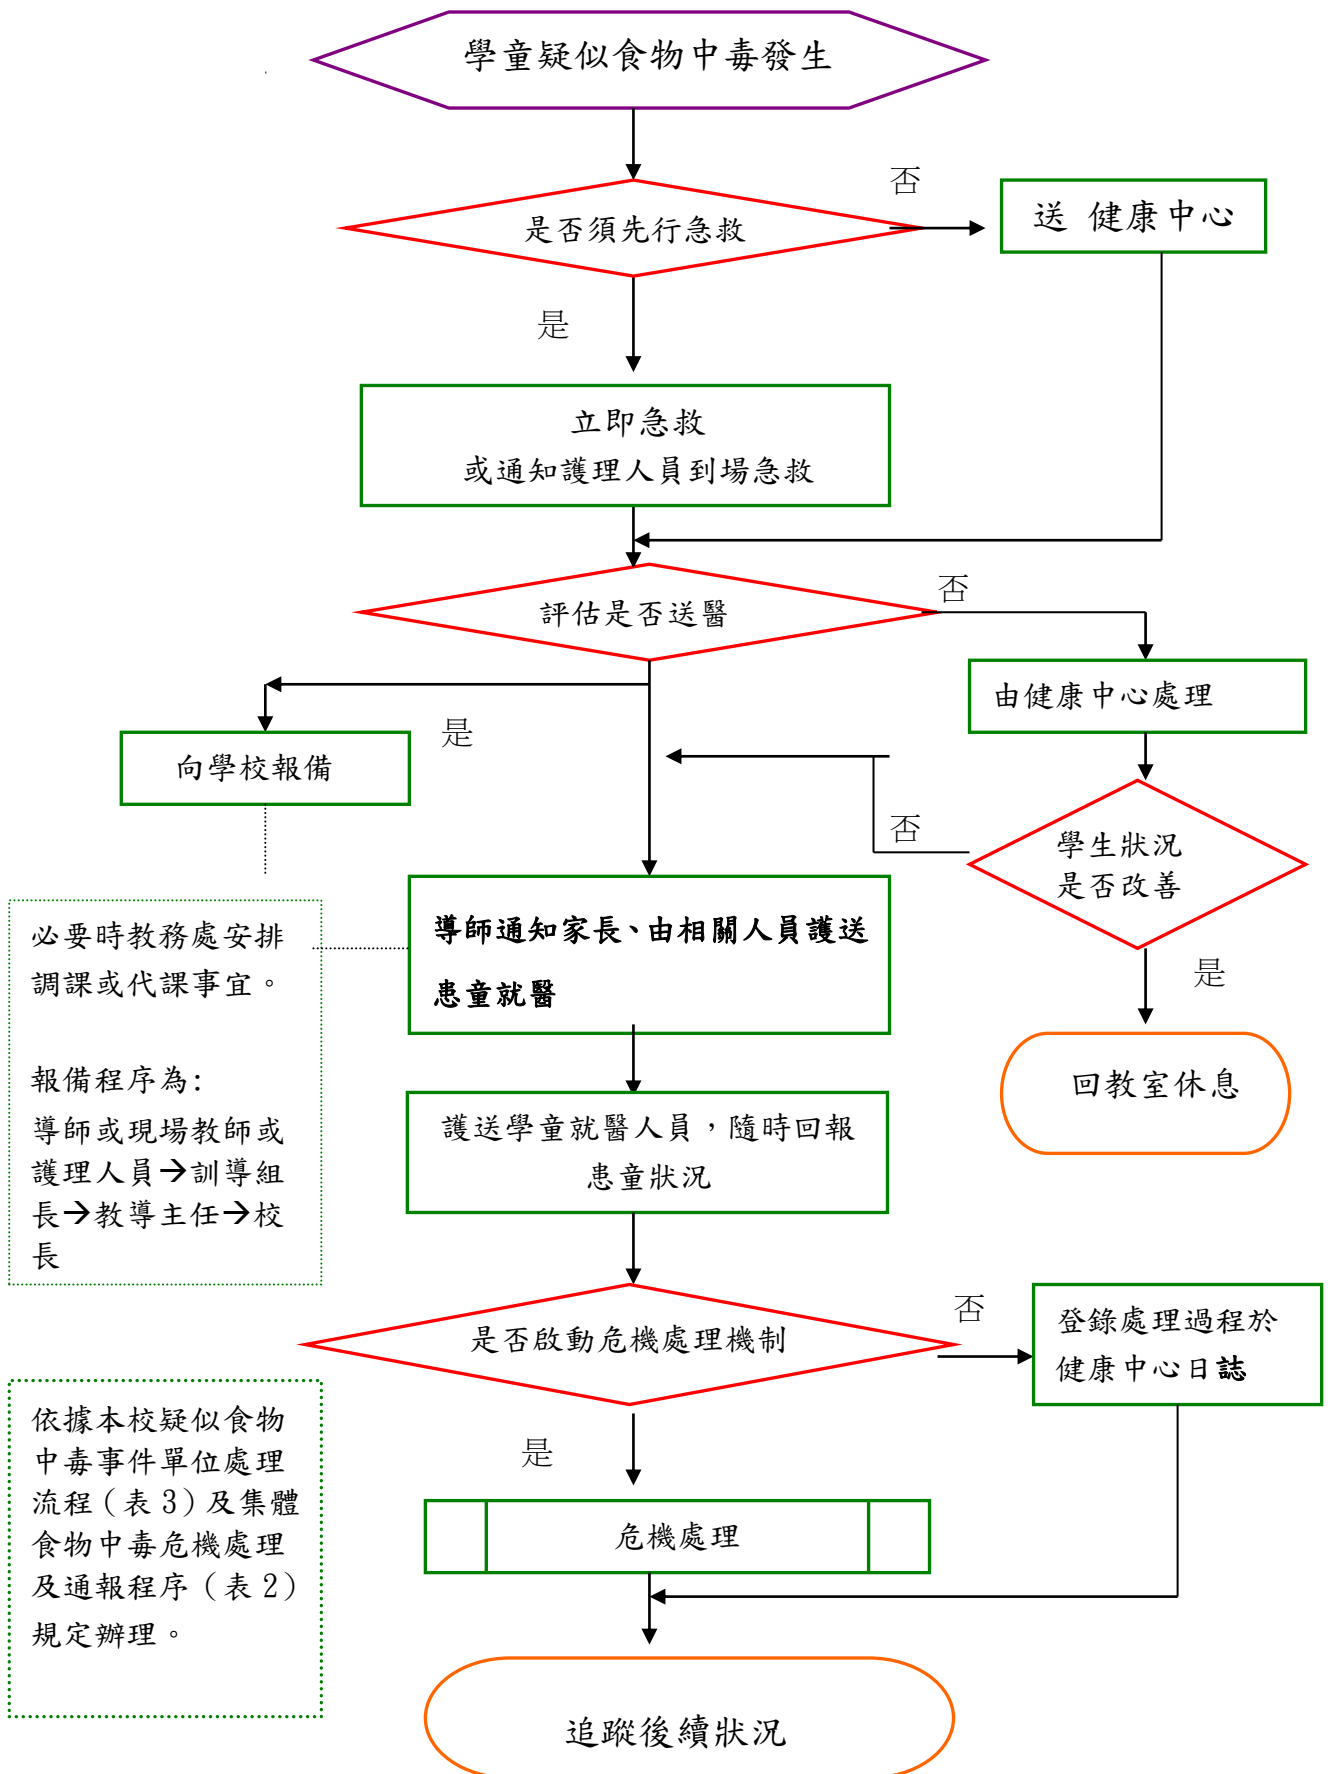 學童疑似食物中毒發生
否
是否須先行急救
送 健康中心
是
立即急救
或通知護理人員到場急救
否
評估是否送醫
由健康中心處理
是
向學校報備
否
學生狀況
是否改善
必要時教務處安排
調課或代課事宜。
導師通知家長、由相關人員護送
患童就醫
是
報備程序為:
導師或現場教師或
護理人員→訓導組
長→教導主任→校
長
回教室休息
護送學童就醫人員，隨時回報
患童狀況
否
是否啟動危機處理機制
登錄處理過程於
健康中心日誌
依據本校疑似食物
中毒事件單位處理
流程（表 3）及集體
食物中毒危機處理
及通報程序（表 2）
規定辦理。
是
危機處理
追蹤後續狀況